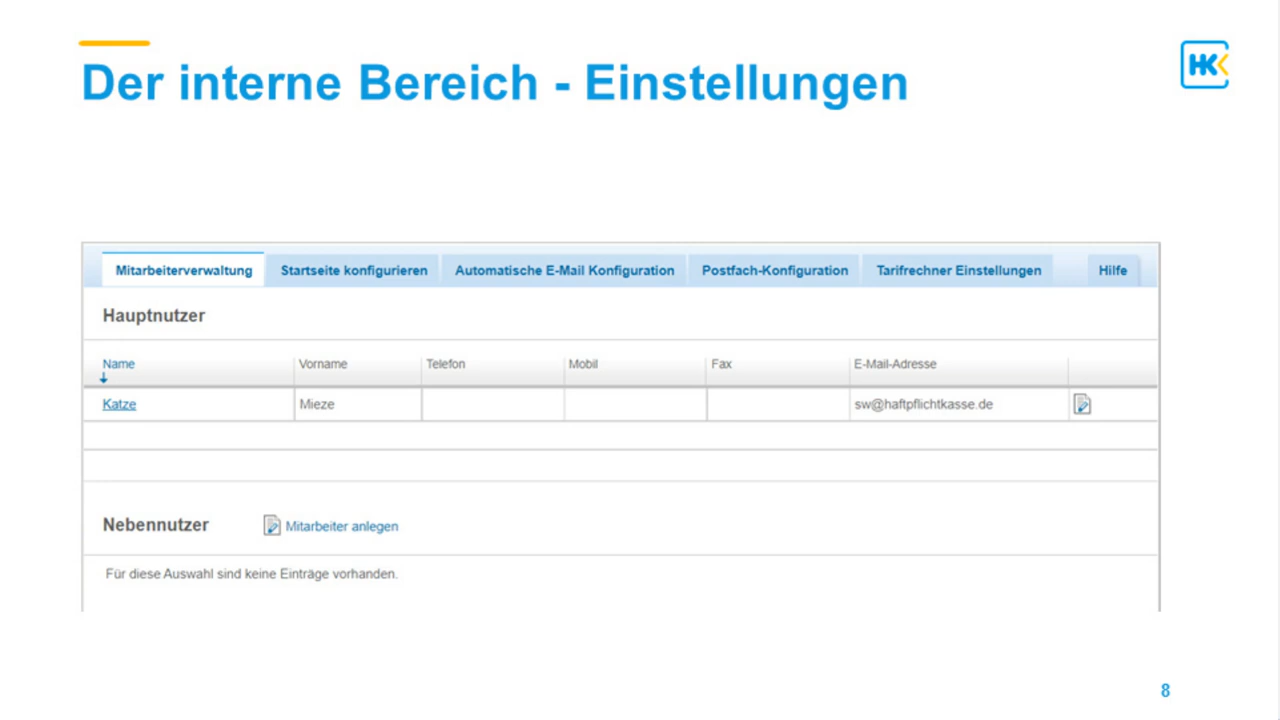 Der interne Bereich - Einstellungen
HK
Mitarbeiterverwaltung Startseite konfigurieren Automatische E-Mail Konfiguration Postfach-Konfiguration Tarifrechner Einstellungen Hilfe
Hauptnutzer
Name Vorname Telefon Mobil Fax E-Mail-Adresse
Katze Mieze sw@haftpflichtkasse.de
Nebennutzer Mitarbeiter anlegen
Für diese Auswahl sind keine Einträge vorhanden.
8